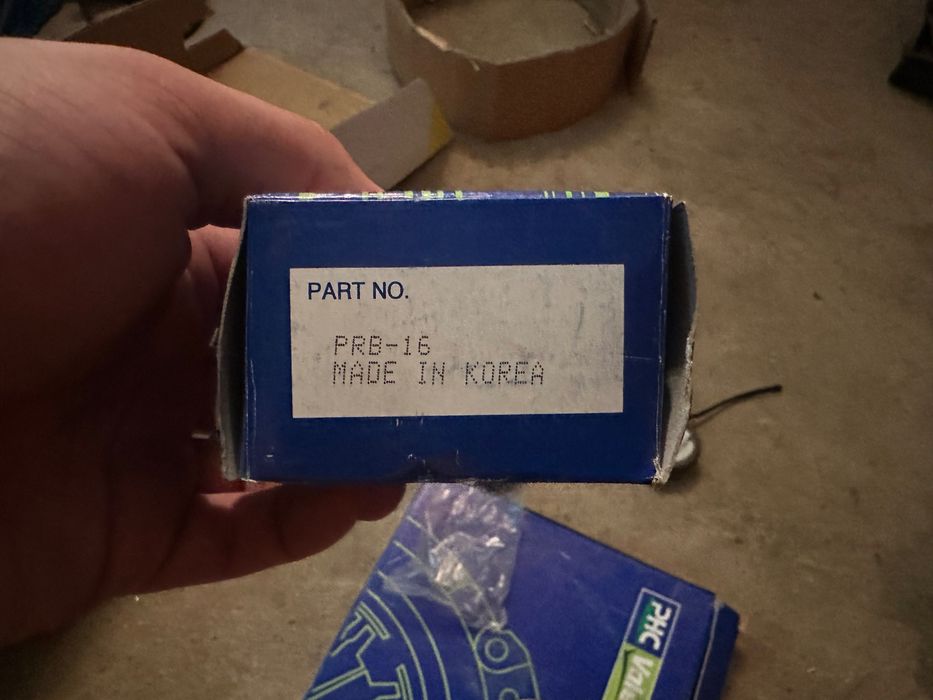 PART NO.
PRB-16
MADE IN KOREA
PHC